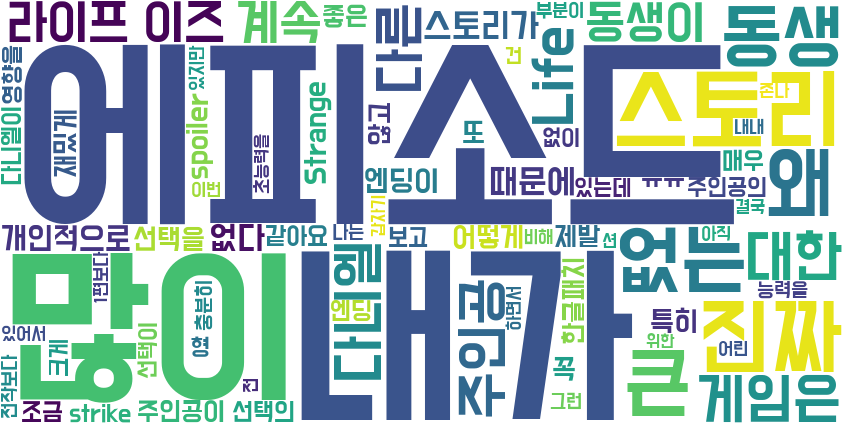 라이프 이즈 계속 좋은 다른 스토리가 부분이 동생이 동생
에피소드
영향을 있지만 Life 건 스토리 존다
다니엘이 재밌게 spoiler 이번 초능력을 Strange 않고 또 없이 내내 왜
엔딩이 때문에 있는데 ㅠㅠ 매우 주인공의 결국
개인적으로 선택을 없다 같아요 나는 갑자기 보고 어떻게 비해 제발 션 아직 없는 대한
많이 내가
1편보다 옆 충분히 다니엘 엔딩 주인공 하면서 한글패치 능력을
있어서 크게 선택이 전 꼭 특히 위한 큰 진짜 어린
전작보다 조금 strike 주인공이 선택의 그런 게임은